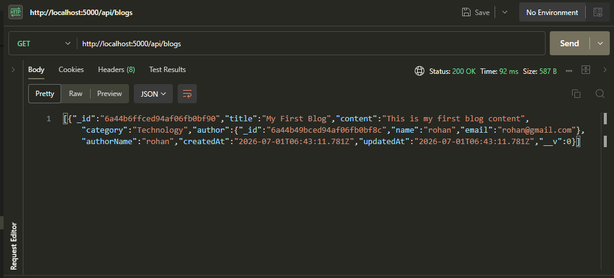 http://localhost:5000/api/blogs
Save
No Environment
GET
http://localhost:5000/api/blogs
Send
Body Cookies Headers (8) Test Results
Status: 200 OK Time: 92 ms Size: 587 B
Pretty Raw Preview JSON
1 [{"_id":"6a44b6ffced94af06fb0bf90","title":"My First Blog","content":"This is my first blog content",
"category":"Technology","author":{"_id":"6a44b49bced94af06fb0bf8c","name":"rohan","email":"rohan@gmail.com"},
"authorName":"rohan","createdAt":"2026-07-01T06:43:11.781Z","updatedAt":"2026-07-01T06:43:11.781Z","__v":0}]
Request Editor